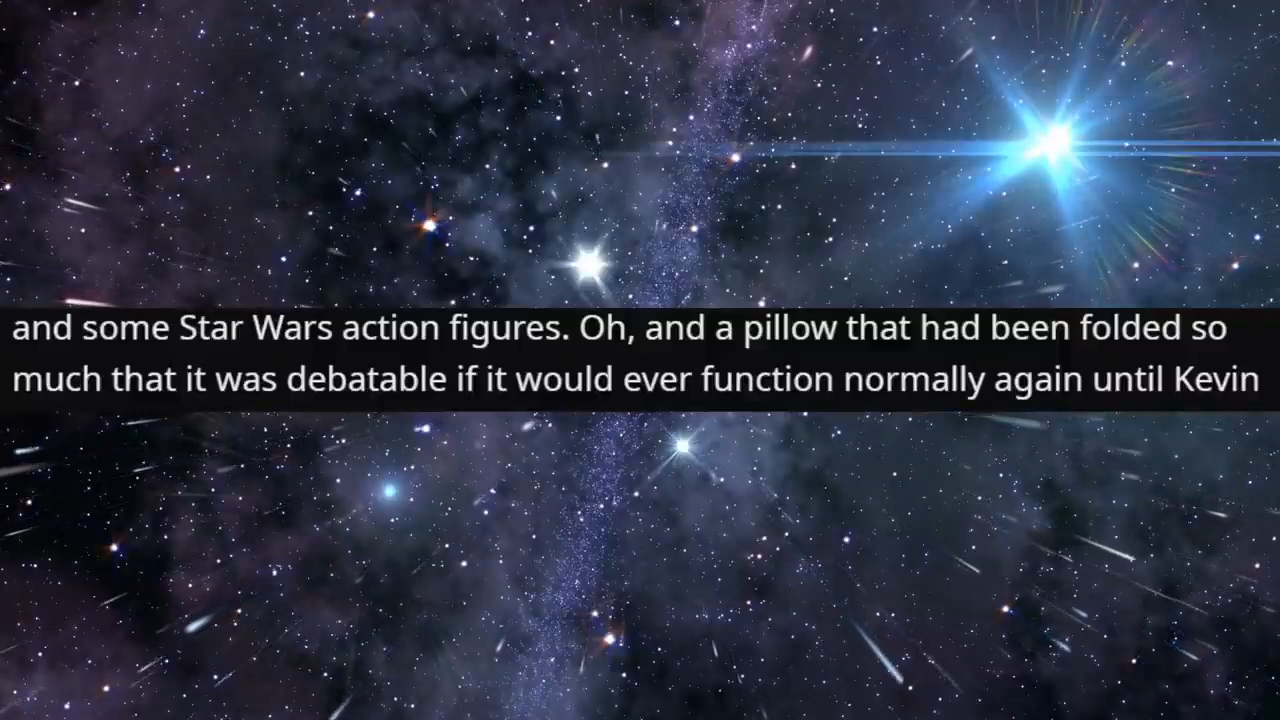 and some Star Wars action figures. Oh, and a pillow that had been folded so
much that it was debatable if it would ever function normally again until Kevin